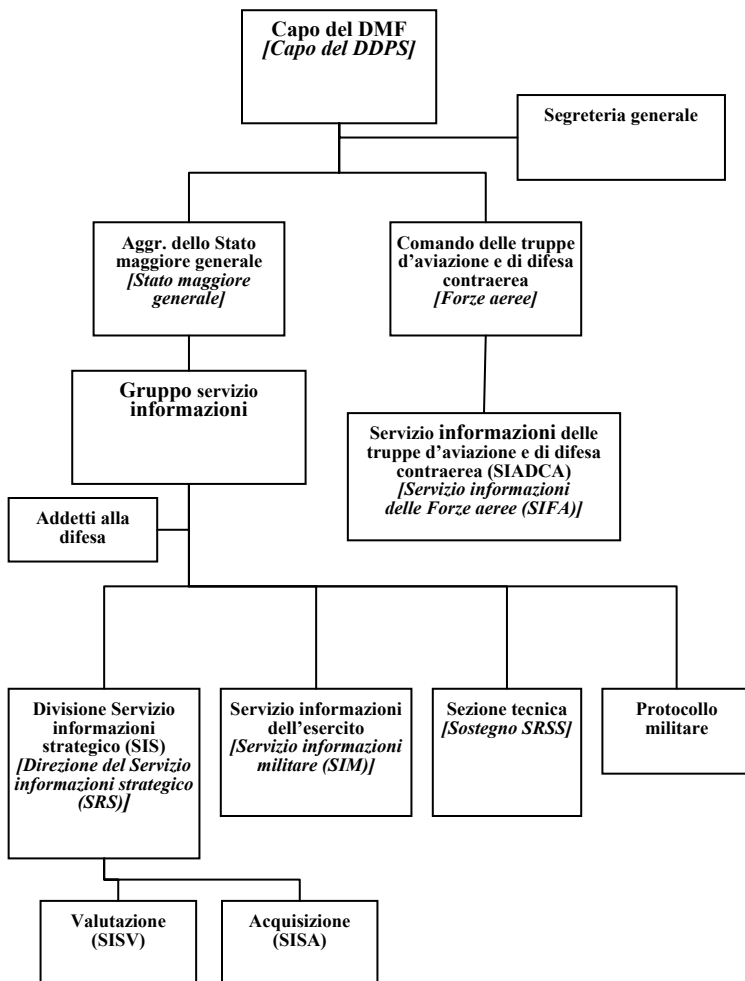 Capo del DMF
[Capo del DDPS]
Segreteria generale
Aggr. dello Stato
maggiore generale
[Stato maggiore
generale]
Comando delle truppe
d’aviazione e di difesa
contraerea
[Forze aeree]
Gruppo servizio
informazioni
Servizio informazioni delle
truppe d’aviazione e di difesa
contraerea (SIADCA)
[Servizio informazioni
delle Forze aeree (SIFA)]
Addetti alla
difesa
Divisione Servizio
informazioni
strategico (SIS)
[Direzione del Servizio
informazioni strategico
(SRS)]
Servizio informazioni
dell’esercito
[Servizio informazioni
militare (SIM)]
Sezione tecnica
[Sostegno SRSS]
Protocollo
militare
Valutazione
(SISV)
Acquisizione
(SISA)